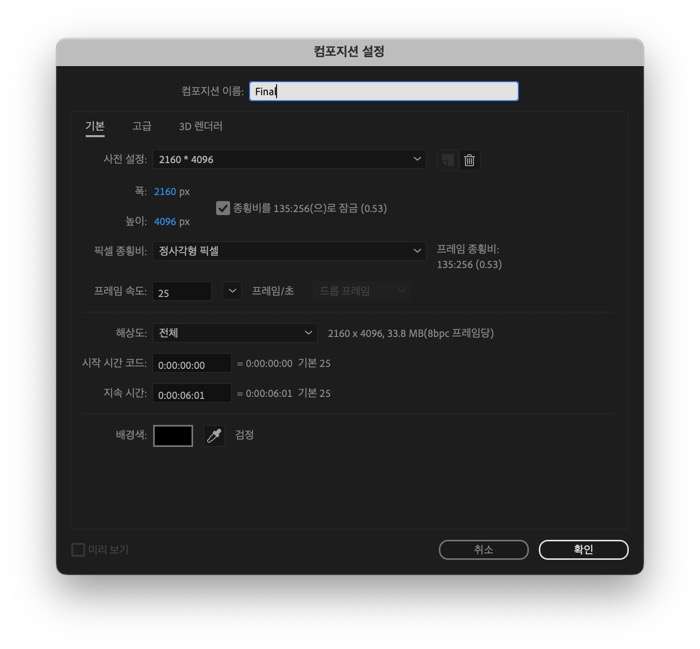 컴포지션 설정
컴포지션 이름: Final
기본 고급 3D 렌더러
사전 설정: 2160 * 4096
폭: 2160 px
종횡비를 135:256(으)로 잠금 (0.53)
높이: 4096 px
픽셀 종횡비: 정사각형 픽셀
프레임 종횡비:
135:256 (0.53)
프레임 속도: 25 프레임/초 드롭 프레임
해상도: 전체 2160 x 4096, 33.8 MB(8bpc 프레임당)
시작 시간 코드: 0:00:00:00 = 0:00:00:00 기본 25
지속 시간: 0:00:06:01 = 0:00:06:01 기본 25
배경색: 검정
미리 보기 취소 확인